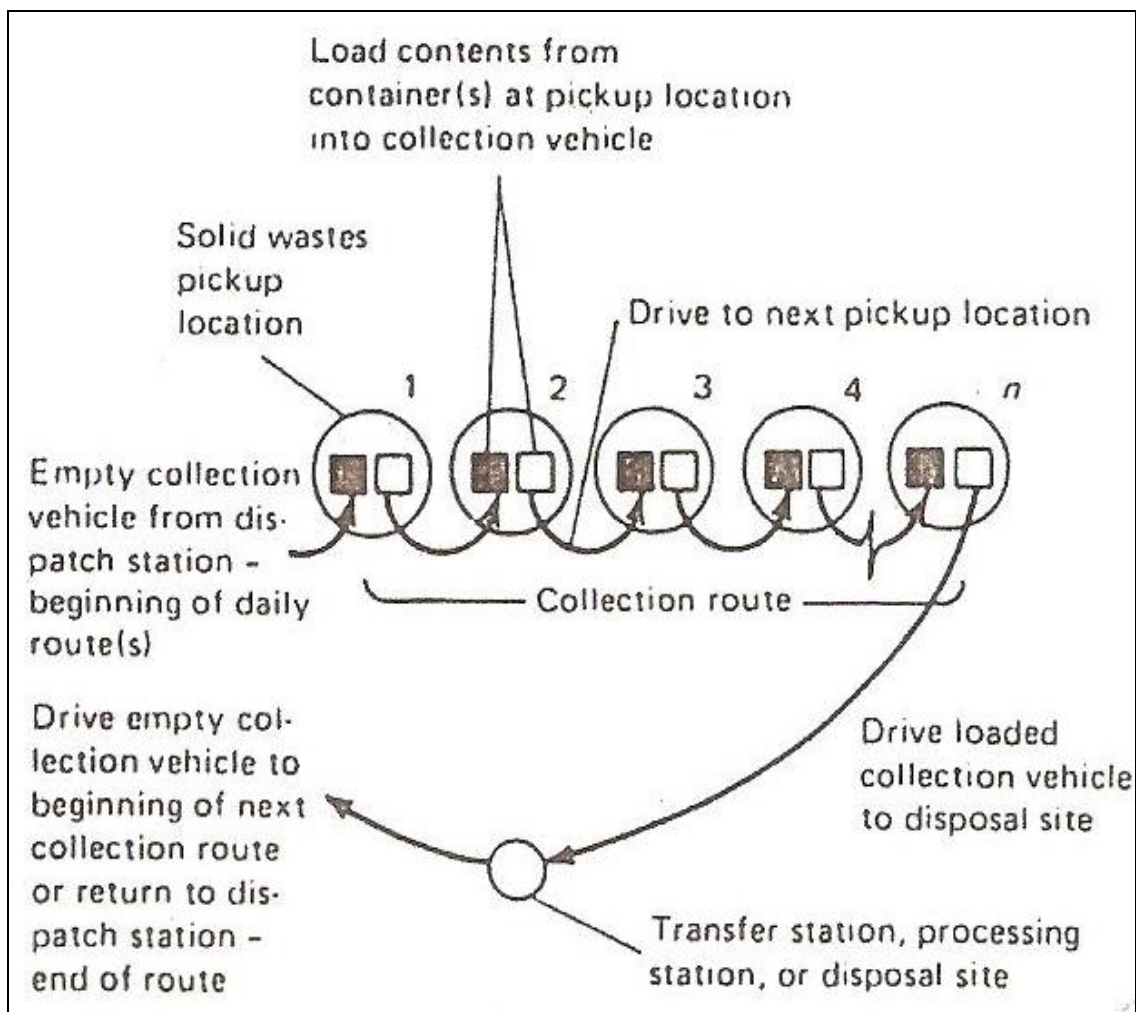 Load contents from
container(s) at pickup location
into collection vehicle
Solid wastes
pickup
location
Drive to next pickup location
1
2
3
4
n
Empty collection
vehicle from dis-
patch station -
beginning of daily
route(s)
Collection route
Drive empty col-
lection vehicle to
beginning of next
collection route
or return to dis-
patch station -
end of route
Drive loaded
collection vehicle
to disposal site
Transfer station, processing
station, or disposal site